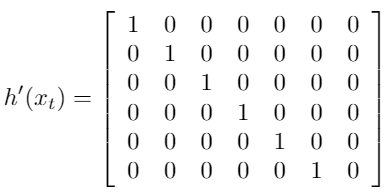 1 0 0 0 0 0 0
0 1 0 0 0 0 0
0 0 1 0 0 0 0
h′(xₜ) = 0 0 0 1 0 0 0
0 0 0 0 1 0 0
0 0 0 0 0 1 0